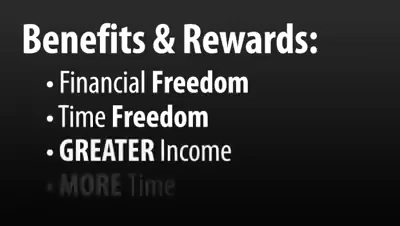 Benefits & Rewards:
• Financial Freedom
• Time Freedom
• GREATER Income
• MORE Time